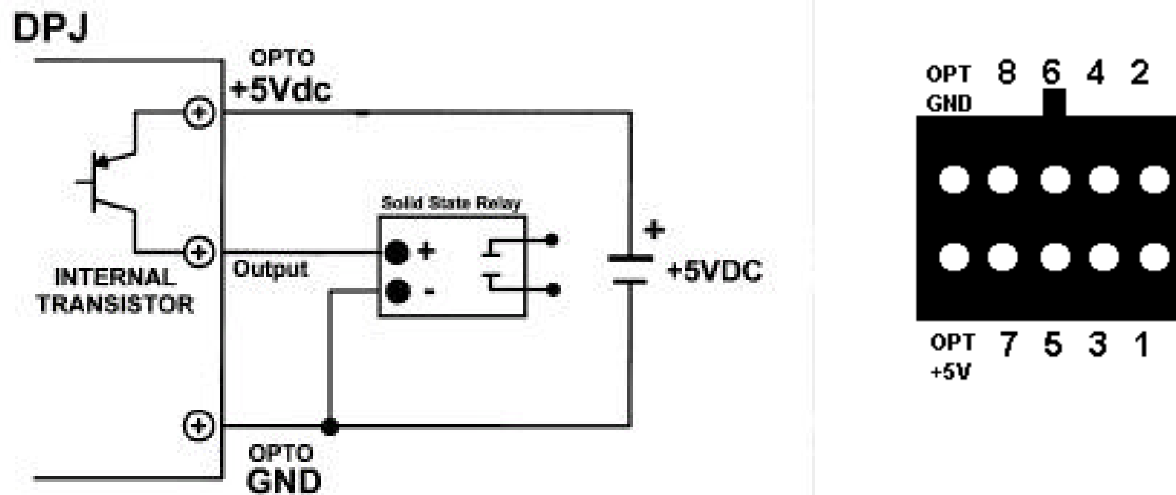 DPJ
OPTO
+5Vdc
Solid State Relay
+
-
Output
INTERNAL
TRANSISTOR
+
+5VDC
OPTO
GND
OPT 8 6 4 2
GND
OPT 7 5 3 1
+5V